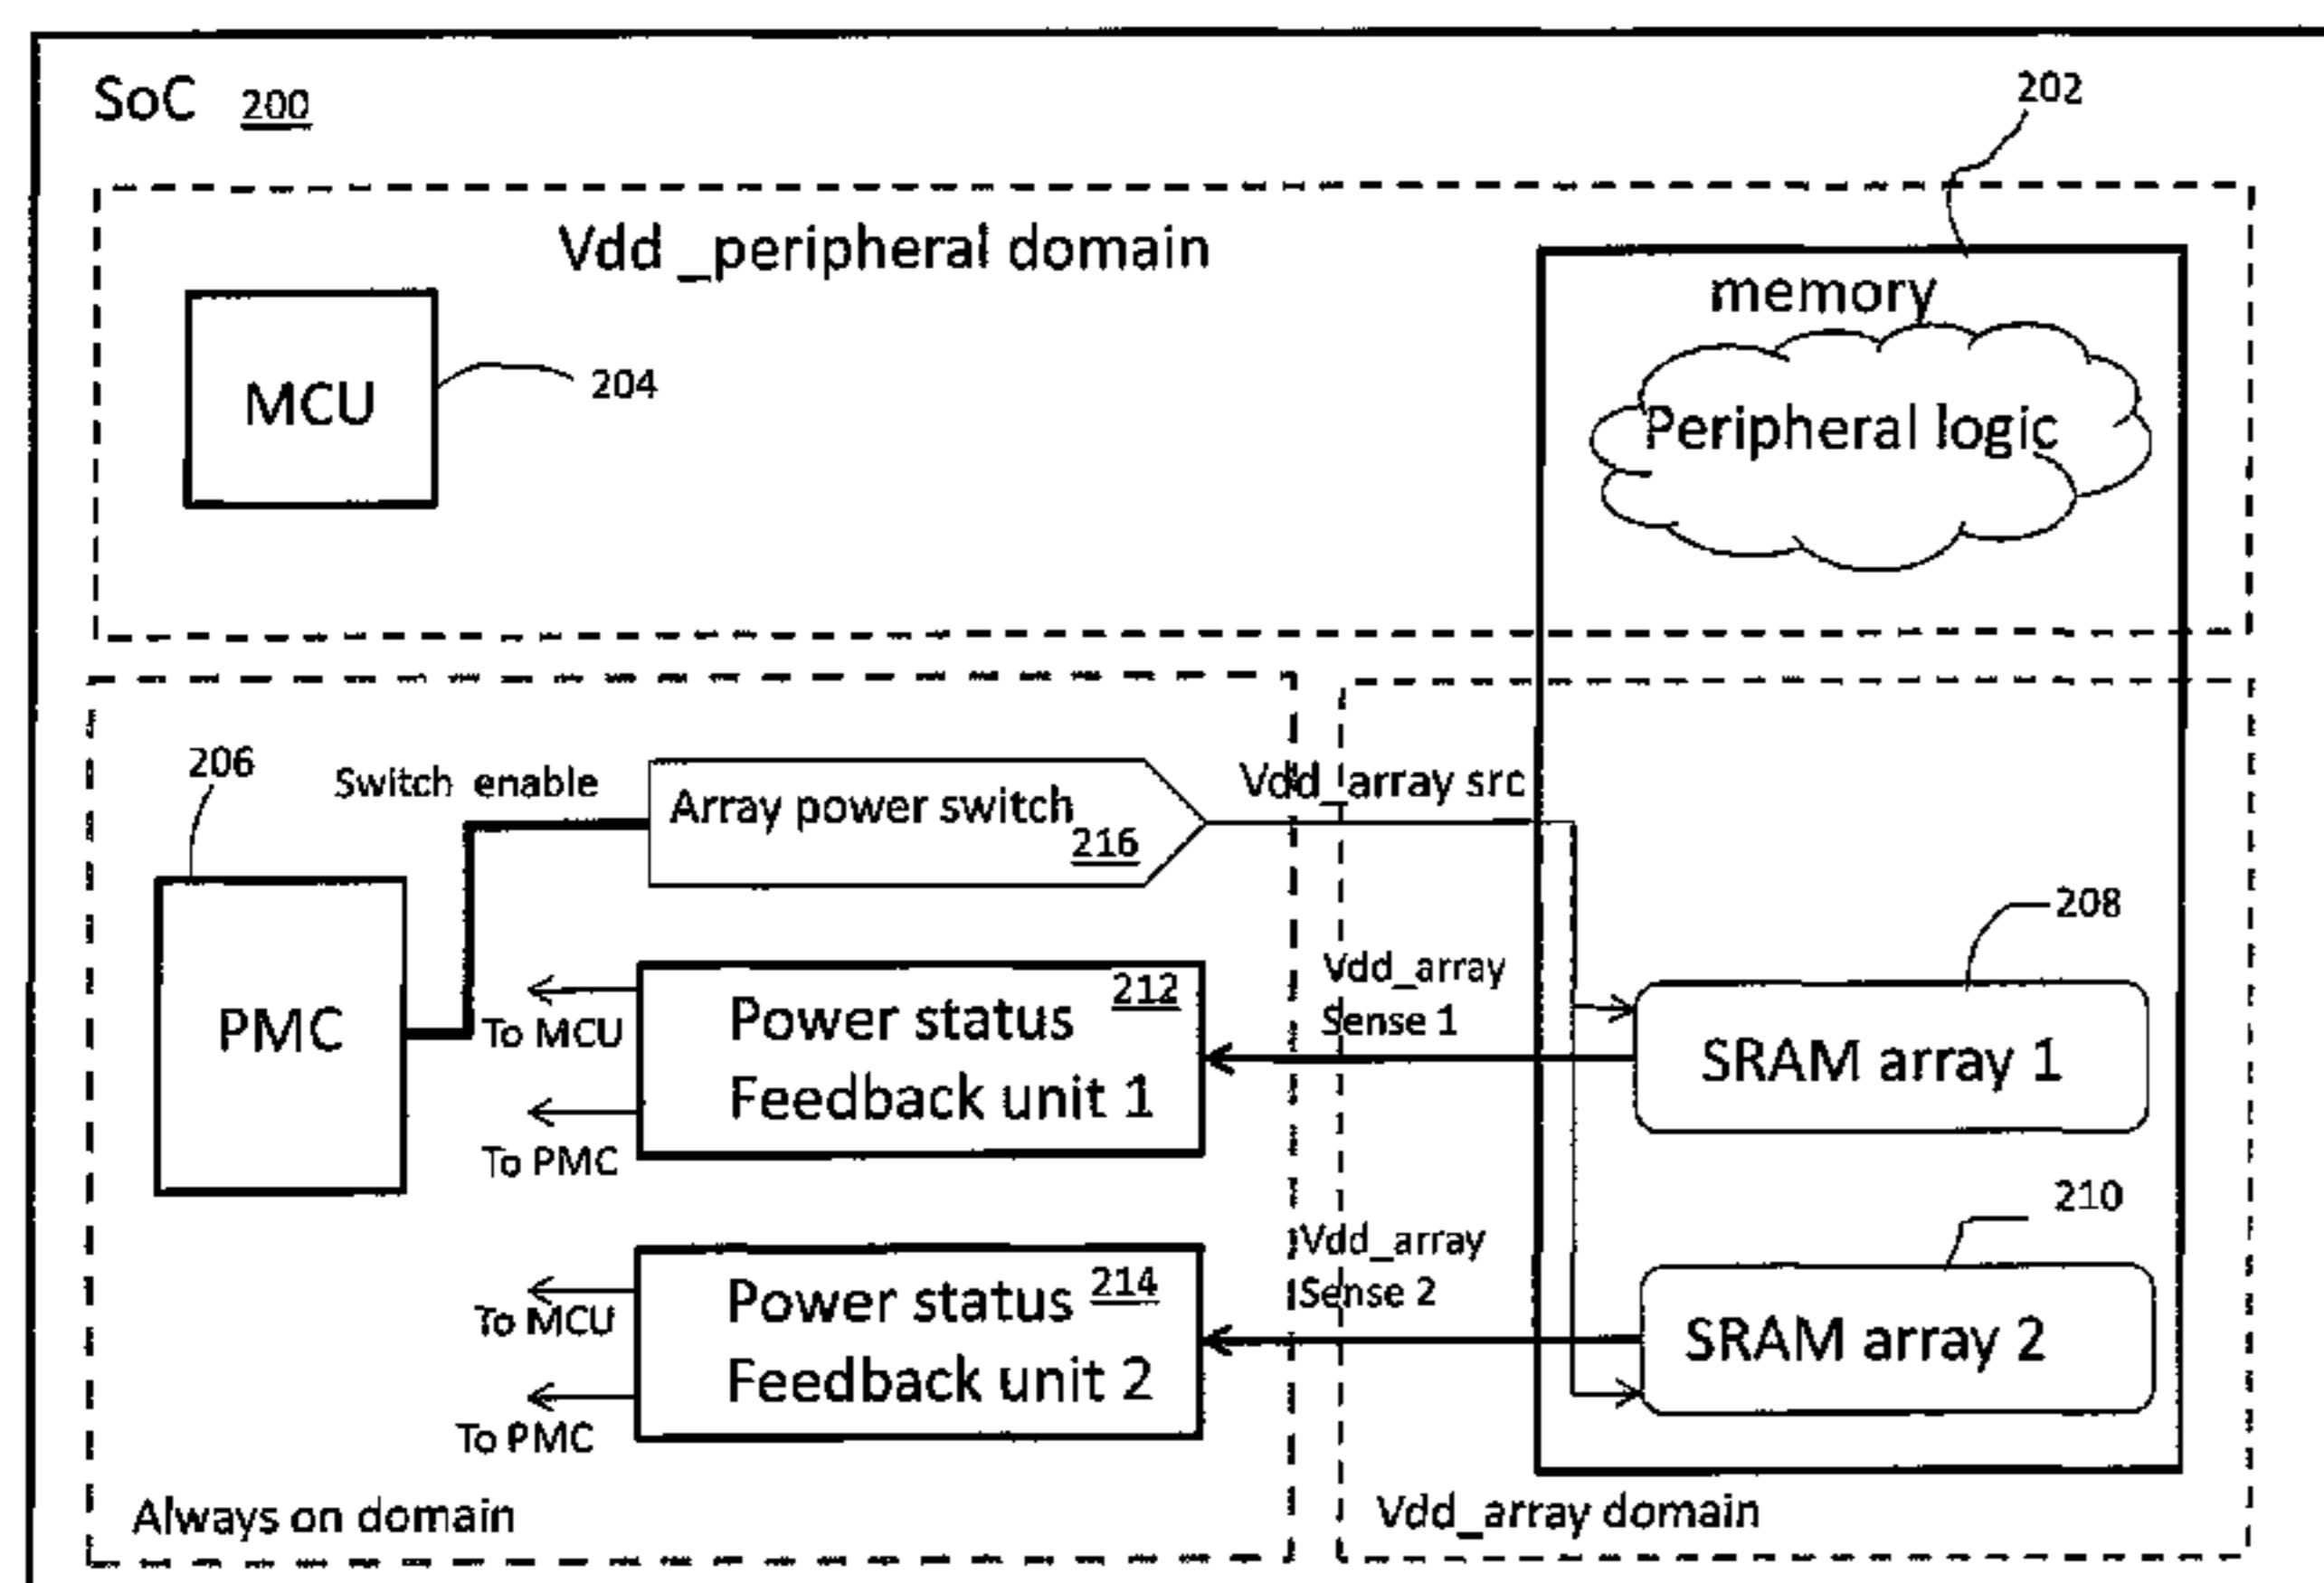 SoC 200
202
Vdd _peripheral domain
memory
MCU
204
Peripheral logic
206
Switch enable
Array power switch
216
Vdd_array src
208
PMC
To MCU
To PMC
Power status 212
Feedback unit 1
Vdd_array
Sense 1
SRAM array 1
210
To MCU
To PMC
Power status 214
Feedback unit 2
Vdd_array
Sense 2
SRAM array 2
Always on domain
Vdd_array domain